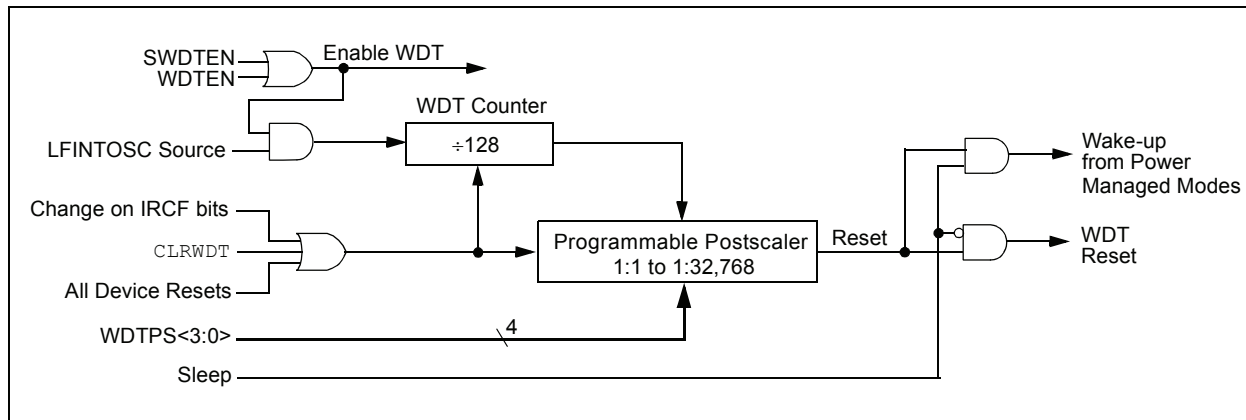 SWDTEN
WDTEN
Enable WDT
WDT Counter
÷128
LFINTOSC Source
Change on IRCF bits
CLRWDT
All Device Resets
Programmable Postscaler
1:1 to 1:32,768
Reset
Wake-up
from Power
Managed Modes
WDT
Reset
WDTPS<3:0>
4
Sleep